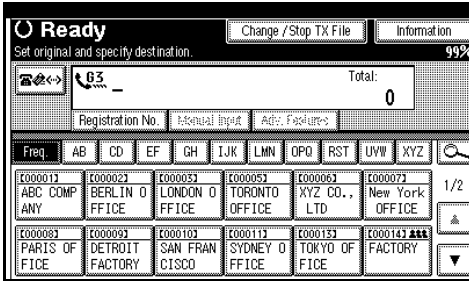 Ready
Change /Stop TX File
Information
Set original and specify destination.
99%
G3
Total:
0
Registration No.
Manual Input
Adv. Features
Freq.
AB
CD
EF
GH
IJK
LMN
OPQ
RST
UVW
XYZ
[00001]
ABC COMP
ANY
[00002]
BERLIN O
FFICE
[00003]
LONDON O
FFICE
[00005]
TORONTO
OFFICE
[00006]
XYZ CO.,
LTD
[00007]
New York
OFFICE
1/2
[00008]
PARIS OF
FICE
[00009]
DETROIT
FACTORY
[00010]
SAN FRAN
CISCO
[00011]
SYDNEY O
FFICE
[00013]
TOKYO OF
FICE
[00014]
FACTORY